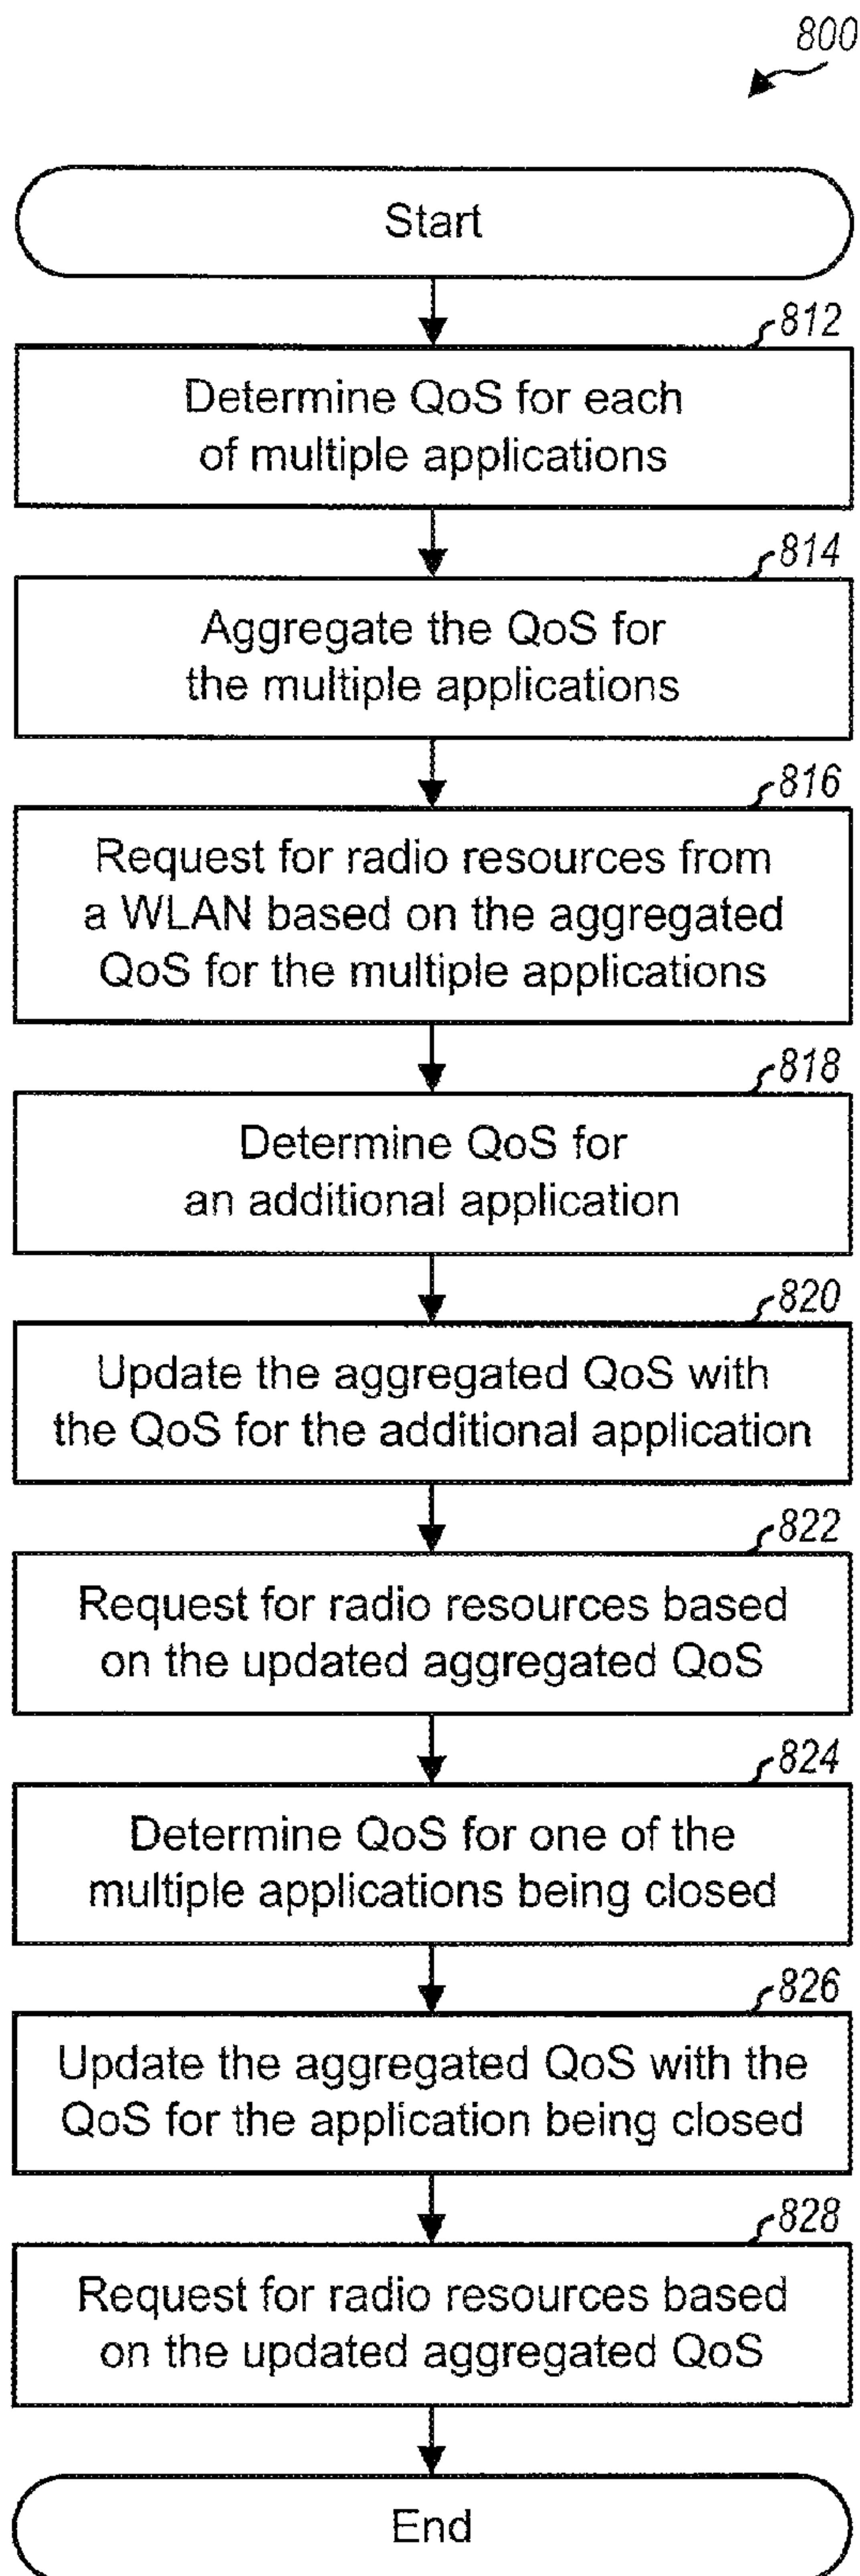 800
Start
812
Determine QoS for each
of multiple applications
814
Aggregate the QoS for
the multiple applications
816
Request for radio resources from
a WLAN based on the aggregated
QoS for the multiple applications
818
Determine QoS for
an additional application
820
Update the aggregated QoS with
the QoS for the additional application
822
Request for radio resources based
on the updated aggregated QoS
824
Determine QoS for one of the
multiple applications being closed
826
Update the aggregated QoS with the
QoS for the application being closed
828
Request for radio resources based
on the updated aggregated QoS
End